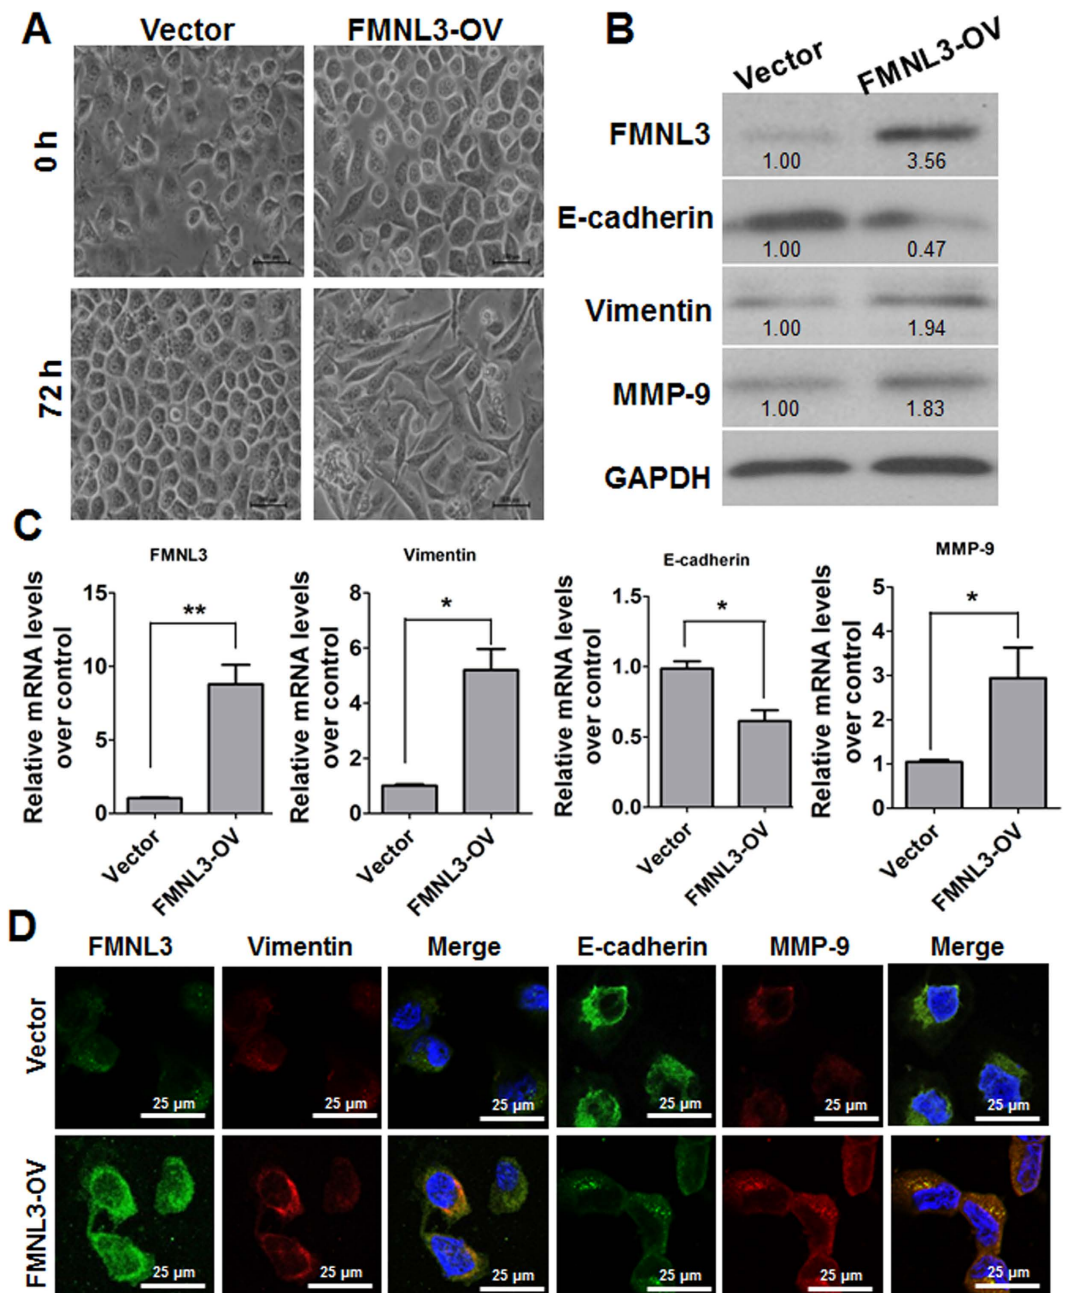 A
Vector
FMNL3-OV
0 h
72 h
B
Vector
FMNL3-OV
FMNL3
1.00
3.56
E-cadherin
1.00
0.47
Vimentin
1.00
1.94
MMP-9
1.00
1.83
GAPDH
C
FMNL3
Relative mRNA levels
over control
15
10
5
0
**
Vector
FMNL3-OV
Vimentin
Relative mRNA levels
over control
8
6
4
2
0
*
Vector
FMNL3-OV
E-cadherin
Relative mRNA levels
over control
1.5
1.0
0.5
0.0
*
Vector
FMNL3-OV
MMP-9
Relative mRNA levels
over control
5
4
3
2
1
0
*
Vector
FMNL3-OV
D
FMNL3
Vimentin
Merge
E-cadherin
MMP-9
Merge
Vector
25 µm
25 µm
25 µm
25 µm
25 µm
25 µm
FMNL3-OV
25 µm
25 µm
25 µm
25 µm
25 µm
25 µm